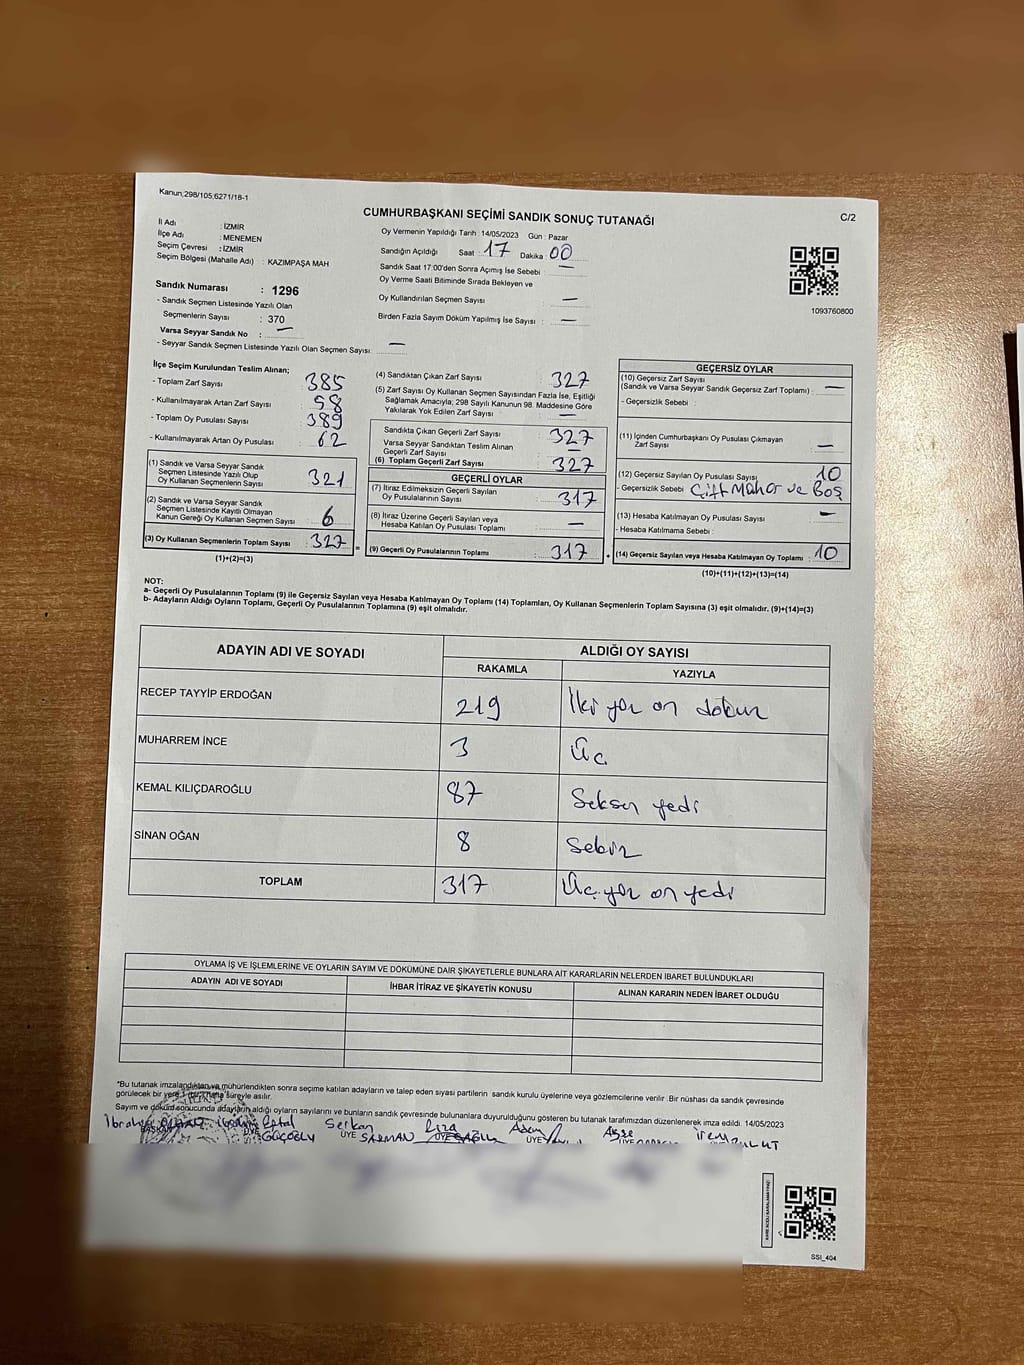 Kanun;298/105;6271/18-1
CUMHURBAŞKANI SEÇİMİ SANDIK SONUÇ TUTANAĞI
C/2
İl Adı : İZMİR
İlçe Adı : MENEMEN
Seçim Çevresi : İZMİR
Seçim Bölgesi (Mahalle Adı) : KAZIMPAŞA MAH
Sandık Numarası : 1296
- Sandık Seçmen Listesinde Yazılı Olan
Seçmenlerin Sayısı : 370
Varsa Seyyar Sandık No : —
- Seyyar Sandık Seçmen Listesinde Yazılı Olan Seçmen Sayısı: —
Oy Vermenin Yapıldığı Tarih :14/05/2023 Gün : Pazar
Sandığın Açıldığı Saat : 17 Dakika : 00
Sandık Saat 17:00'den Sonra Açımış İse Sebebi : —
Oy Verme Saati Bitiminde Sırada Bekleyen ve
Oy Kullandırılan Seçmen Sayısı : —
Birden Fazla Sayım Döküm Yapılmış İse Sayısı : —
1093760800
İlçe Seçim Kurulundan Teslim Alınan;
- Toplam Zarf Sayısı : 385
- Kullanılmayarak Artan Zarf Sayısı : 58
- Toplam Oy Pusulası Sayısı : 389
- Kullanılmayarak Artan Oy Pusulası : 62
(1) Sandık ve Varsa Seyyar Sandık
Seçmen Listesinde Yazılı Olup
Oy Kullanan Seçmenlerin Sayısı : 321
(2) Sandık ve Varsa Seyyar Sandık
Seçmen Listesinde Kayıtlı Olmayan
Kanun Gereği Oy Kullanan Seçmen Sayısı : 6
(3) Oy Kullanan Seçmenlerin Toplam Sayısı : 327
(1)+(2)=(3)
(4) Sandıktan Çıkan Zarf Sayısı : 327
(5) Zarf Sayısı Oy Kullanan Seçmen Sayısından Fazla İse, Eşitliği
Sağlamak Amacıyla; 298 Sayılı Kanunun 98. Maddesine Göre
Yakılarak Yok Edilen Zarf Sayısı : —
Sandıkta Çıkan Geçerli Zarf Sayısı : 327
Varsa Seyyar Sandıktan Teslim Alınan
Geçerli Zarf Sayısı : —
(6) Toplam Geçerli Zarf Sayısı : 327
GEÇERLİ OYLAR
(7) İtiraz Edilmeksizin Geçerli Sayılan
Oy Pusulalarının Sayısı : 317
(8) İtiraz Üzerine Geçerli Sayılan veya
Hesaba Katılan Oy Pusulası Toplamı : —
= (9) Geçerli Oy Pusulalarının Toplamı : 317
GEÇERSİZ OYLAR
(10) Geçersiz Zarf Sayısı
(Sandık ve Varsa Seyyar Sandık Geçersiz Zarf Toplamı) : —
- Geçersizlik Sebebi :
(11) İçinden Cumhurbaşkanı Oy Pusulası Çıkmayan
Zarf Sayısı : —
(12) Geçersiz Sayılan Oy Pusulası Sayısı : 10
- Geçersizlik Sebebi : Çift Mühür ve Boş
(13) Hesaba Katılmayan Oy Pusulası Sayısı : —
- Hesaba Katılmama Sebebi :
+ (14) Geçersiz Sayılan veya Hesaba Katılmayan Oy Toplamı : 10
(10)+(11)+(12)+(13)=(14)
NOT:
a- Geçerli Oy Pusulalarının Toplamı (9) ile Geçersiz Sayılan veya Hesaba Katılmayan Oy Toplamı (14) Toplamları, Oy Kullanan Seçmenlerin Toplam Sayısına (3) eşit olmalıdır. (9)+(14)=(3)
b- Adayların Aldığı Oyların Toplamı, Geçerli Oy Pusulalarının Toplamına (9) eşit olmalıdır.
ADAYIN ADI VE SOYADI ALDIĞI OY SAYISI
RAKAMLA YAZIYLA
RECEP TAYYİP ERDOĞAN 219 İki yüz on dokuz
MUHARREM İNCE 3 Üç
KEMAL KILIÇDAROĞLU 87 Seksen yedi
SİNAN OĞAN 8 Sekiz
TOPLAM 317 Üç yüz on yedi
OYLAMA İŞ VE İŞLEMLERİNE VE OYLARIN SAYIM VE DÖKÜMÜNE DAİR ŞİKAYETLERLE BUNLARA AİT KARARLARIN NELERDEN İBARET BULUNDUKLARI
ADAYIN ADI VE SOYADI İHBAR İTİRAZ VE ŞİKAYETİN KONUSU ALINAN KARARIN NEDEN İBARET OLDUĞU
*Bu tutanak imzalandıktan ve mühürlendikten sonra seçime katılan adayların ve talep eden siyasi partilerin sandık kurulu üyelerine veya gözlemcilerine verilir. Bir nüshası da sandık çevresinde
görülecek bir yere 1 (bir) hafta süreyle asılır.
Sayım ve döküm sonucunda adayların aldığı oyların sayılarını ve bunların sandık çevresinde bulunanlara duyurulduğunu gösteren bu tutanak tarafımızdan düzenlenerek imza edildi. 14/05/2023
Serkan Rıza Adem Ayşe İrem
BAŞKAN ÜYE ÜYE SARMAN ÜYE ÜYE ÜYE
SSI_404